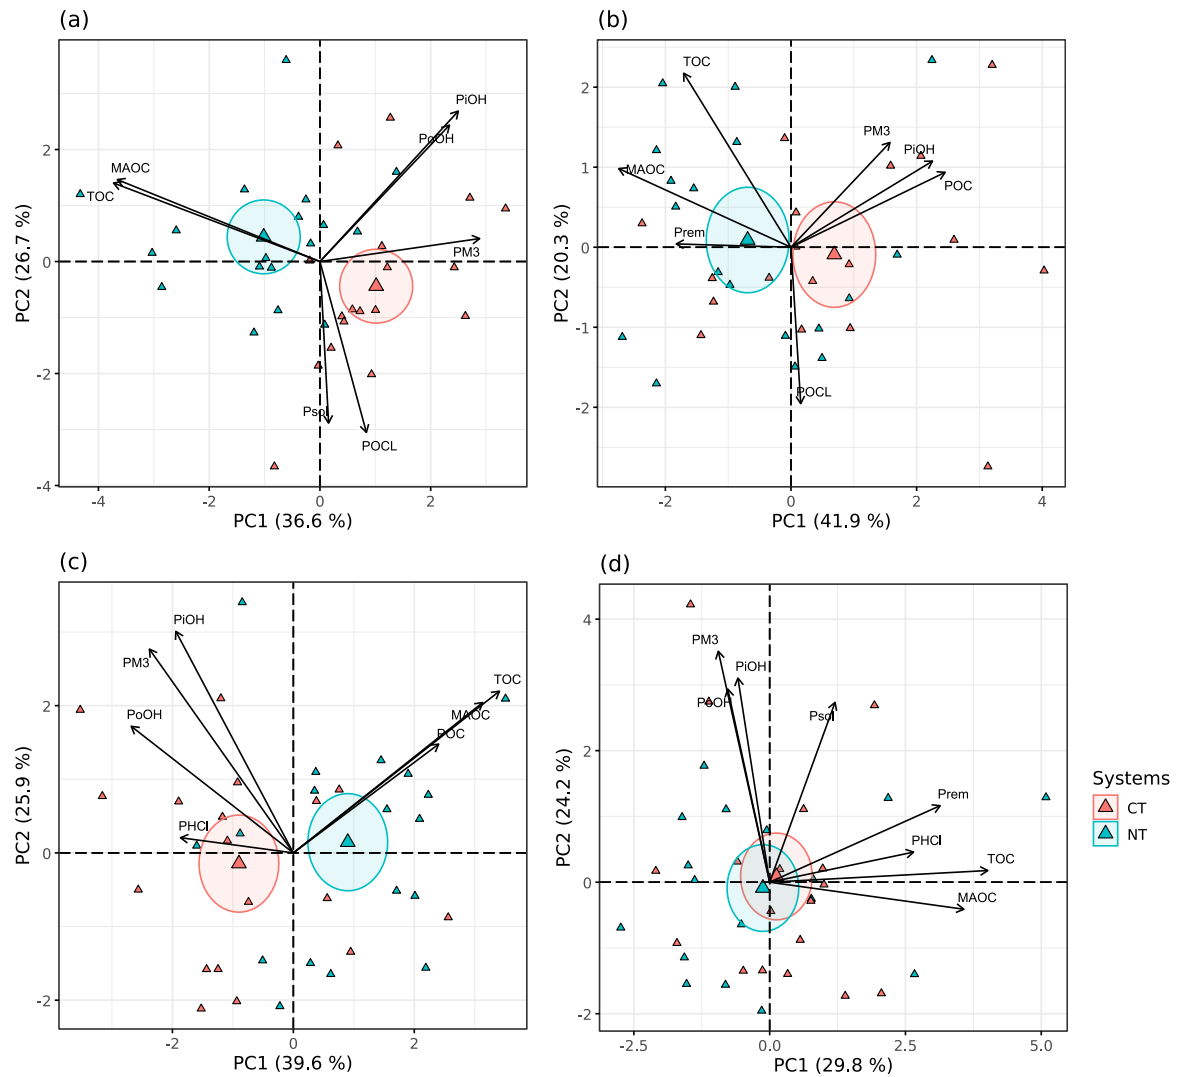 (a)
PC2 (26.7 %)
2
0
-2
-4
PiOH
PoOH
MAOC
TOC
PM3
Psol
POCL
-4 -2 0 2
PC1 (36.6 %)
(b)
PC2 (20.3 %)
2
1
0
-1
-2
TOC
PM3
PiOH
MAOC
POC
Prem
POCL
-2 0 2 4
PC1 (41.9 %)
(c)
PC2 (25.9 %)
2
0
-2
PiOH
PM3
TOC
PoOH
MAOC
POC
PHCl
-2 0 2
PC1 (39.6 %)
(d)
PC2 (24.2 %)
4
2
0
-2
PM3
PiOH
PoOH
Psol
Prem
PHCl
TOC
MAOC
-2.5 0.0 2.5 5.0
PC1 (29.8 %)
Systems
CT
NT